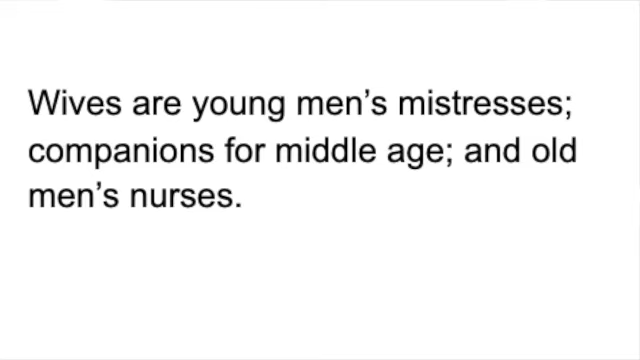 Wives are young men’s mistresses;
companions for middle age; and old
men’s nurses.